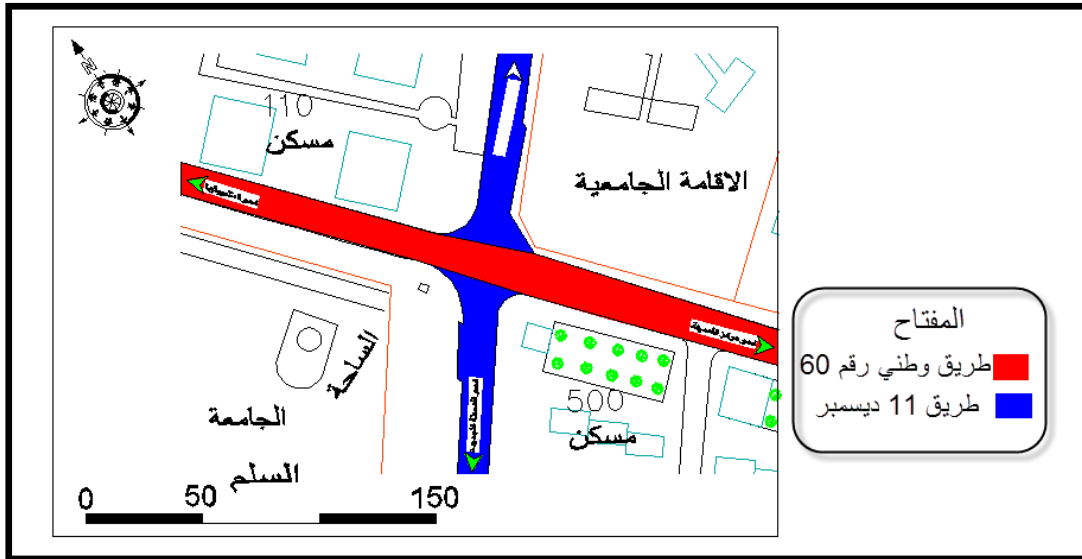 N
110
مسكن
الاقامة الجامعية
500
مسكن
الساحة
الجامعة
السلم
0 50 150
المفتاح
طريق وطني رقم 60
طريق 11 ديسمبر